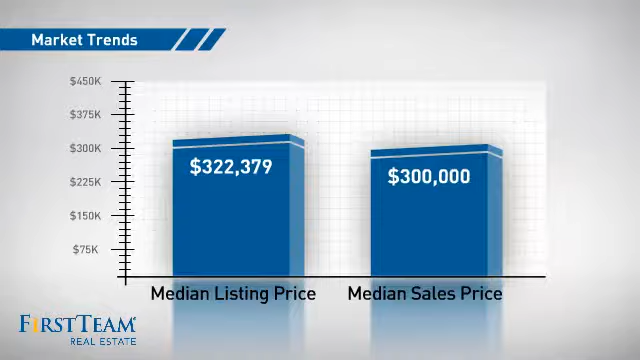 Market Trends
$450K
$375K
$300K
$225K
$150K
$75K
$322,379
$300,000
Median Listing Price
Median Sales Price
FIRSTTEAM®
REAL ESTATE